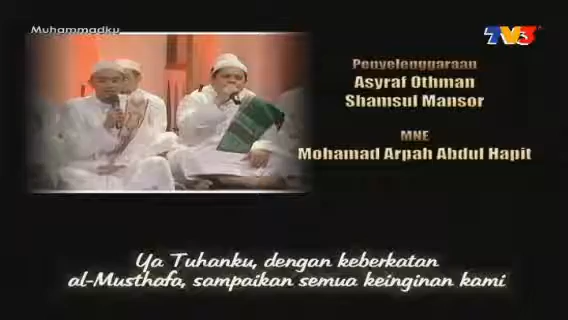 Muhammadku
TV3
Penyelenggaraan
Asyraf Othman
Shamsul Mansor
MNE
Mohamad Arpah Abdul Hapit
Ya Tuhanku, dengan keberkatan
al-Musthafa, sampaikan semua keinginan kami